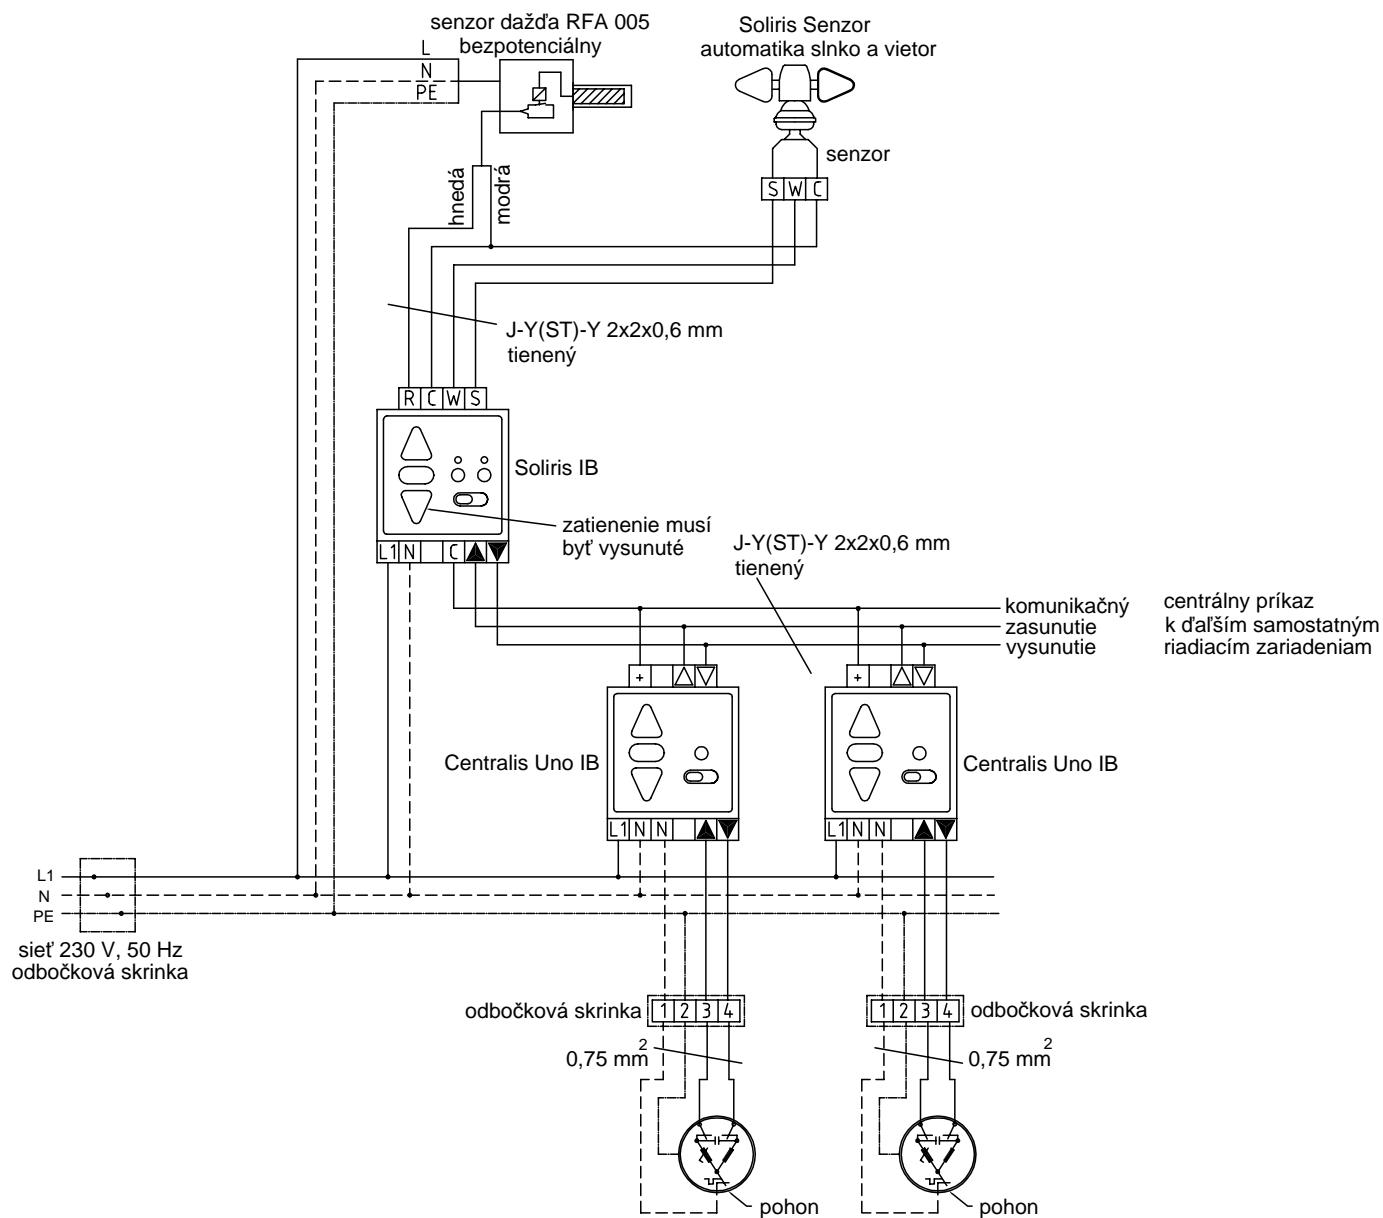 senzor dažďa RFA 005
bezpotenciálny
L
N
PE
Soliris Senzor
automatika slnko a vietor
senzor
S W C
hnedá
modrá
J-Y(ST)-Y 2x2x0,6 mm
tienený
R C W S
Soliris IB
zatienenie musí
byť vysunuté
L1 N C
J-Y(ST)-Y 2x2x0,6 mm
tienený
komunikačný
zasunutie
vysunutie
centrálny príkaz
k ďaľším samostatným
riadiacím zariadeniam
+
+
Centralis Uno IB
Centralis Uno IB
L1 N N
L1 N N
L1
N
PE
sieť 230 V, 50 Hz
odbočková skrinka
odbočková skrinka
1 2 3 4
1 2 3 4
odbočková skrinka
0,75 mm²
0,75 mm²
pohon
pohon